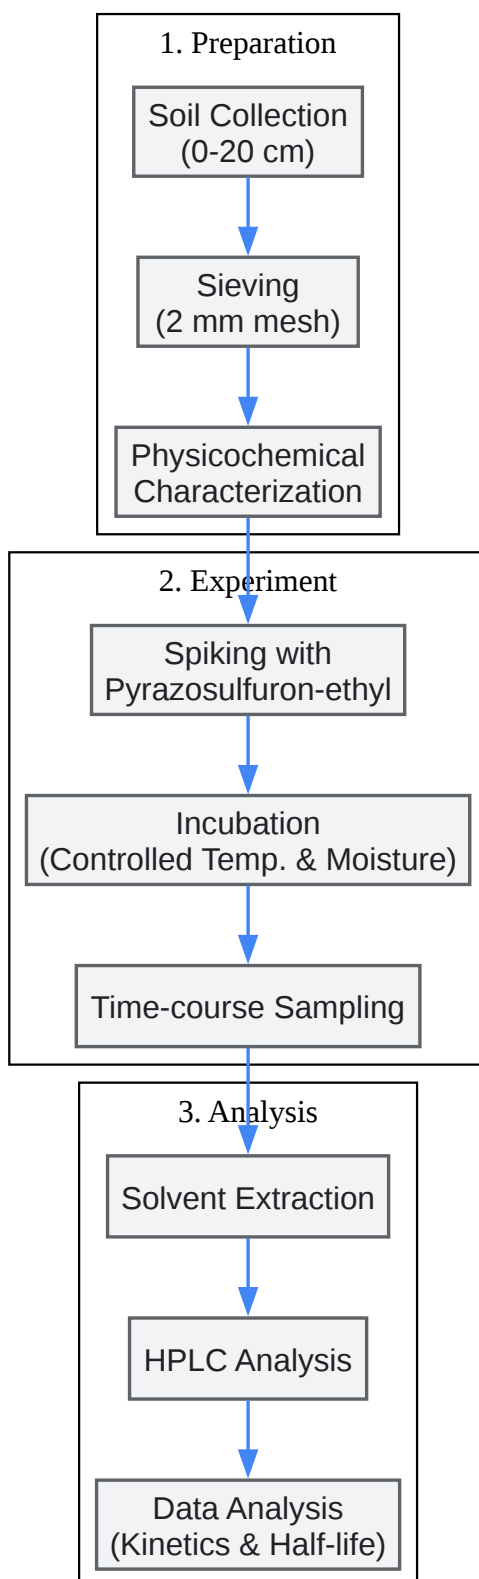 1. Preparation
Soil Collection
(0-20 cm)
Sieving
(2 mm mesh)
Physicochemical
Characterization
2. Experiment
Spiking with
Pyrazosulfuron-ethyl
Incubation
(Controlled Temp. & Moisture)
Time-course Sampling
3. Analysis
Solvent Extraction
HPLC Analysis
Data Analysis
(Kinetics & Half-life)